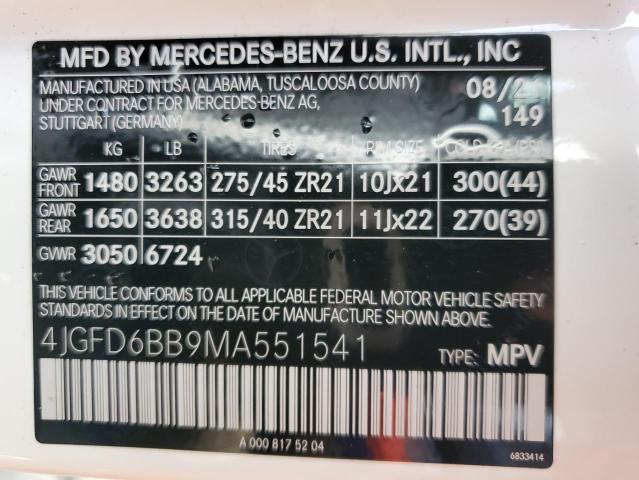 MFD BY MERCEDES-BENZ U.S. INTL., INC
MANUFACTURED IN USA (ALABAMA, TUSCALOOSA COUNTY)
UNDER CONTRACT FOR MERCEDES-BENZ AG,
STUTTGART (GERMANY)
149
KG LB TIRES RIM SIZE
GAWR FRONT 1480 3263 275/45 ZR21 10Jx21 300(44)
GAWR REAR 1650 3638 315/40 ZR21 11Jx22 270(39)
GVWR 3050 6724
THIS VEHICLE CONFORMS TO ALL APPLICABLE FEDERAL MOTOR VEHICLE SAFETY
STANDARDS IN EFFECT ON THE DATE OF MANUFACTURE SHOWN ABOVE.
4JGFD6BB9MA551541 TYPE: MPV
A 000 817 52 04
6833414